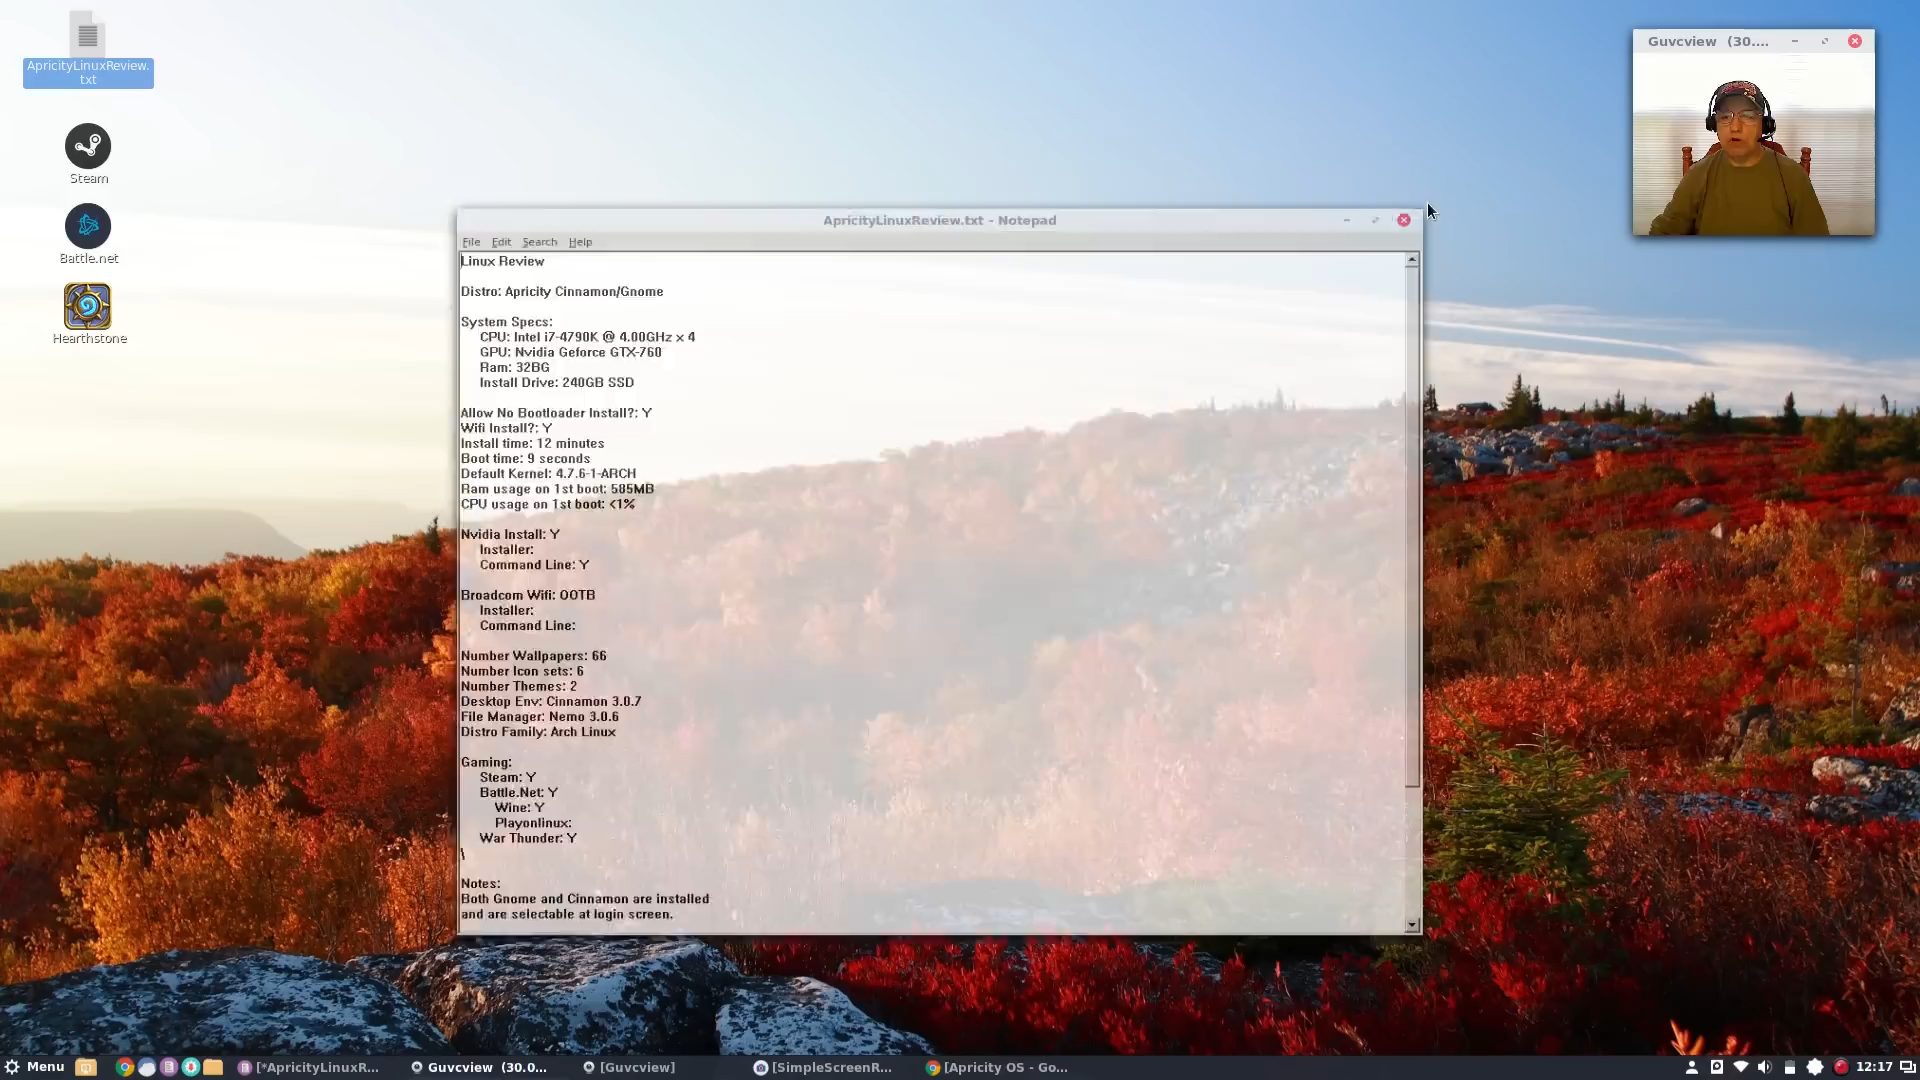 ApricityLinuxReview.
txt
Steam
Battle.net
Hearthstone
Guvcview (30....
ApricityLinuxReview.txt - Notepad
File Edit Search Help
Linux Review
Distro: Apricity Cinnamon/Gnome
System Specs:
CPU: Intel i7-4790K @ 4.00GHz x 4
GPU: Nvidia Geforce GTX-760
Ram: 32BG
Install Drive: 240GB SSD
Allow No Bootloader Install?: Y
Wifi Install?: Y
Install time: 12 minutes
Boot time: 9 seconds
Default Kernel: 4.7.6-1-ARCH
Ram usage on 1st boot: 585MB
CPU usage on 1st boot: <1%
Nvidia Install: Y
Installer:
Command Line: Y
Broadcom Wifi: OOTB
Installer:
Command Line:
Number Wallpapers: 66
Number Icon sets: 6
Number Themes: 2
Desktop Env: Cinnamon 3.0.7
File Manager: Nemo 3.0.6
Distro Family: Arch Linux
Gaming:
Steam: Y
Battle.Net: Y
Wine: Y
Playonlinux:
War Thunder: Y
\
Notes:
Both Gnome and Cinnamon are installed
and are selectable at login screen.
Menu [*ApricityLinuxR... Guvcview (30.0... [Guvcview] [SimpleScreenR... [Apricity OS - Go... 12:17